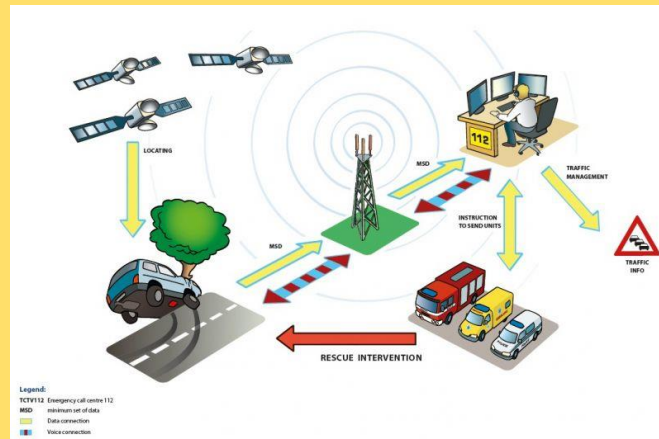 LOCATING
MSD
112
TRAFFIC
MANAGEMENT
MSD
INSTRUCTION
TO SEND UNITS
TRAFFIC
INFO
RESCUE INTERVENTION
Legend:
TCTV112 Emergency call centre 112
MSD minimum set of data
Data connection
Voice connection